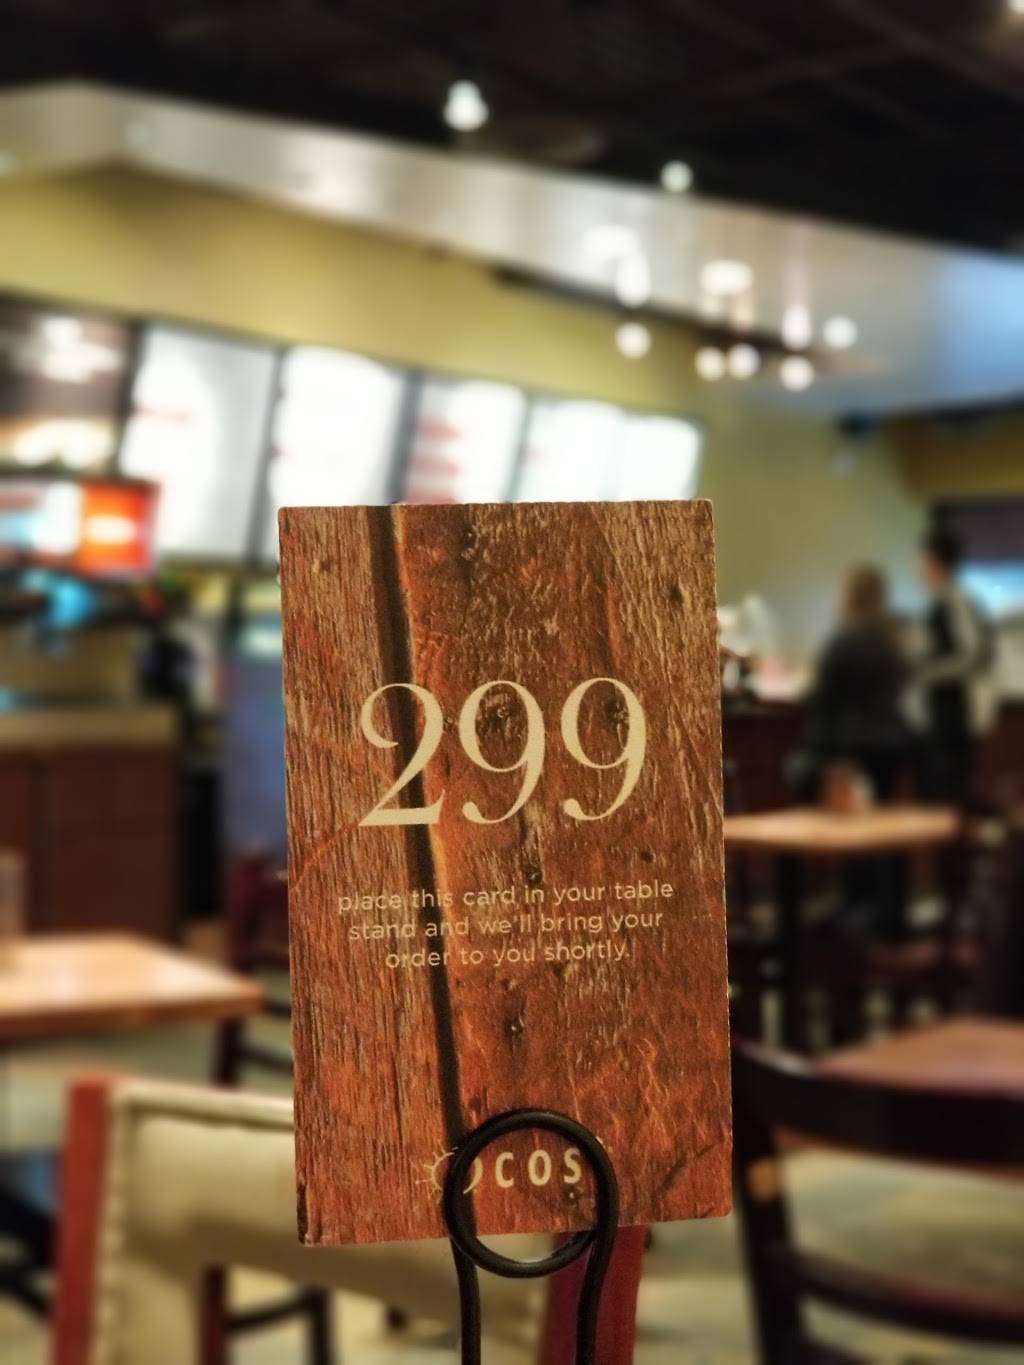 299
place this card in your table
stand and we'll bring your
order to you shortly.
COS